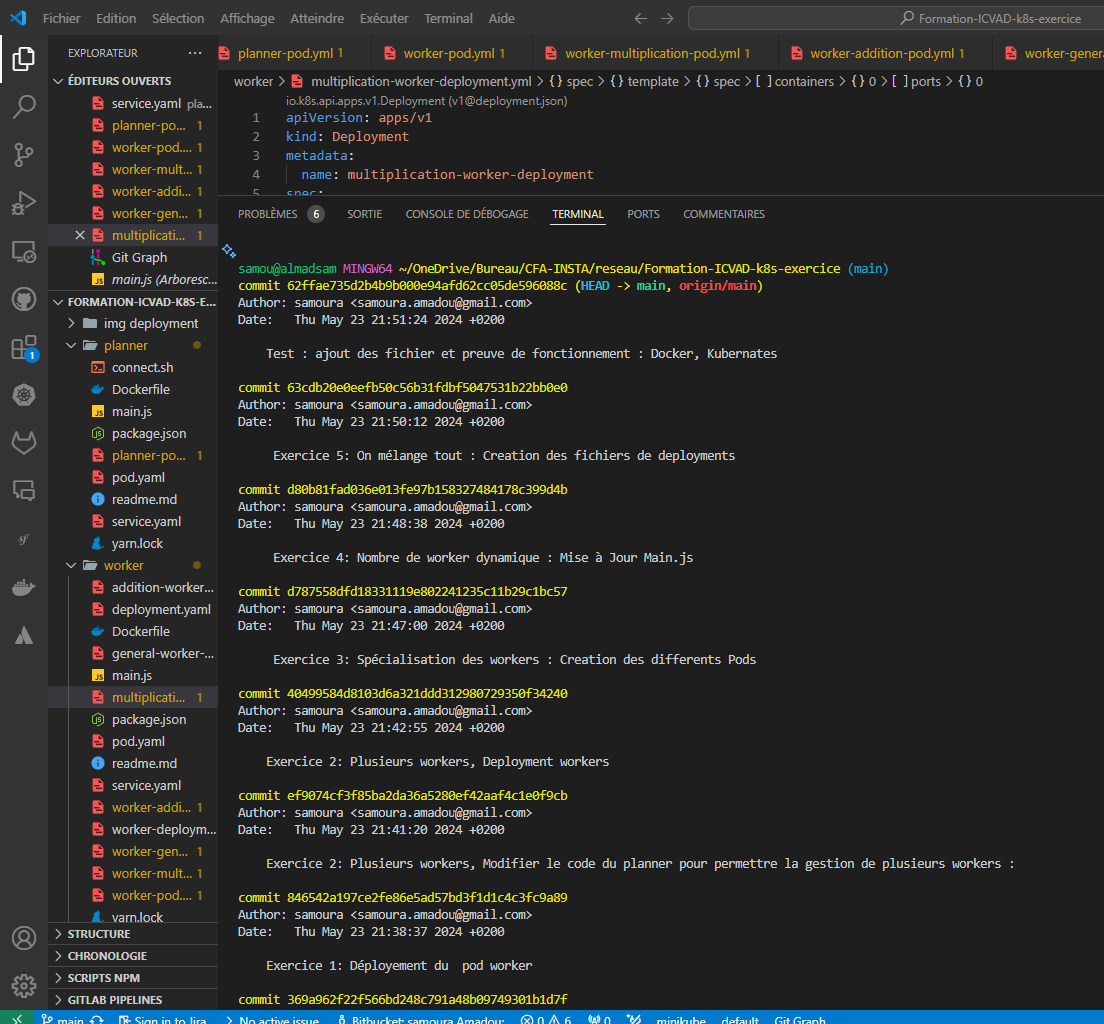 Fichier Edition Sélection Affichage Atteindre Exécuter Terminal Aide
Formation-ICVAD-k8s-exercice
EXPLORATEUR
planner-pod.yml 1
worker-pod.yml 1
worker-multiplication-pod.yml 1
worker-addition-pod.yml 1
worker-genera
worker > multiplication-worker-deployment.yml > {} spec > {} template > {} spec > [ ] containers > {} 0 > [ ] ports > {} 0
ÉDITEURS OUVERTS
service.yaml pla...
planner-po... 1
worker-pod.... 1
worker-mult... 1
worker-addi... 1
worker-gen... 1
multiplicati... 1
Git Graph
main.js (Arboresc...
FORMATION-ICVAD-K8S-E...
img deployment
planner
connect.sh
Dockerfile
main.js
package.json
planner-po... 1
pod.yaml
readme.md
service.yaml
yarn.lock
worker
addition-worker...
deployment.yaml
Dockerfile
general-worker-...
main.js
multiplicati... 1
package.json
pod.yaml
readme.md
service.yaml
worker-addi... 1
worker-deploym...
worker-gen... 1
worker-mult... 1
worker-pod.... 1
yarn.lock
STRUCTURE
CHRONOLOGIE
SCRIPTS NPM
GITLAB PIPELINES
1
io.k8s.api.apps.v1.Deployment (v1@deployment.json)
1 apiVersion: apps/v1
2 kind: Deployment
3 metadata:
4 name: multiplication-worker-deployment
5 spec:
PROBLÈMES 6 SORTIE CONSOLE DE DÉBOGAGE TERMINAL PORTS COMMENTAIRES
samou@almadsam MINGW64 ~/OneDrive/Bureau/CFA-INSTA/reseau/Formation-ICVAD-k8s-exercice (main)
commit 62ffae735d2b4b9b000e94afd62cc05de596088c (HEAD -> main, origin/main)
Author: samoura <samoura.amadou@gmail.com>
Date: Thu May 23 21:51:24 2024 +0200
Test : ajout des fichier et preuve de fonctionnement : Docker, Kubernates
commit 63cdb20e0eefb50c56b31fdbf5047531b22bb0e0
Author: samoura <samoura.amadou@gmail.com>
Date: Thu May 23 21:50:12 2024 +0200
Exercice 5: On mélange tout : Creation des fichiers de deployments
commit d80b81fad036e013fe97b158327484178c399d4b
Author: samoura <samoura.amadou@gmail.com>
Date: Thu May 23 21:48:38 2024 +0200
Exercice 4: Nombre de worker dynamique : Mise à Jour Main.js
commit d787558dfd18331119e802241235c11b29c1bc57
Author: samoura <samoura.amadou@gmail.com>
Date: Thu May 23 21:47:00 2024 +0200
Exercice 3: Spécialisation des workers : Creation des differents Pods
commit 40499584d8103d6a321ddd312980729350f34240
Author: samoura <samoura.amadou@gmail.com>
Date: Thu May 23 21:42:55 2024 +0200
Exercice 2: Plusieurs workers, Deployment workers
commit ef9074cf3f85ba2da36a5280ef42aaf4c1e0f9cb
Author: samoura <samoura.amadou@gmail.com>
Date: Thu May 23 21:41:20 2024 +0200
Exercice 2: Plusieurs workers, Modifier le code du planner pour permettre la gestion de plusieurs workers :
commit 846542a197ce2fe86e5ad57bd3f1d1c4c3fc9a89
Author: samoura <samoura.amadou@gmail.com>
Date: Thu May 23 21:38:37 2024 +0200
Exercice 1: Déployement du  pod worker
commit 369a962f22f566bd248c791a48b09749301b1d7f
main Sign in to Jira No active issue Bitbucket: samoura Amadou: 0 6 0 minikube default Git Graph